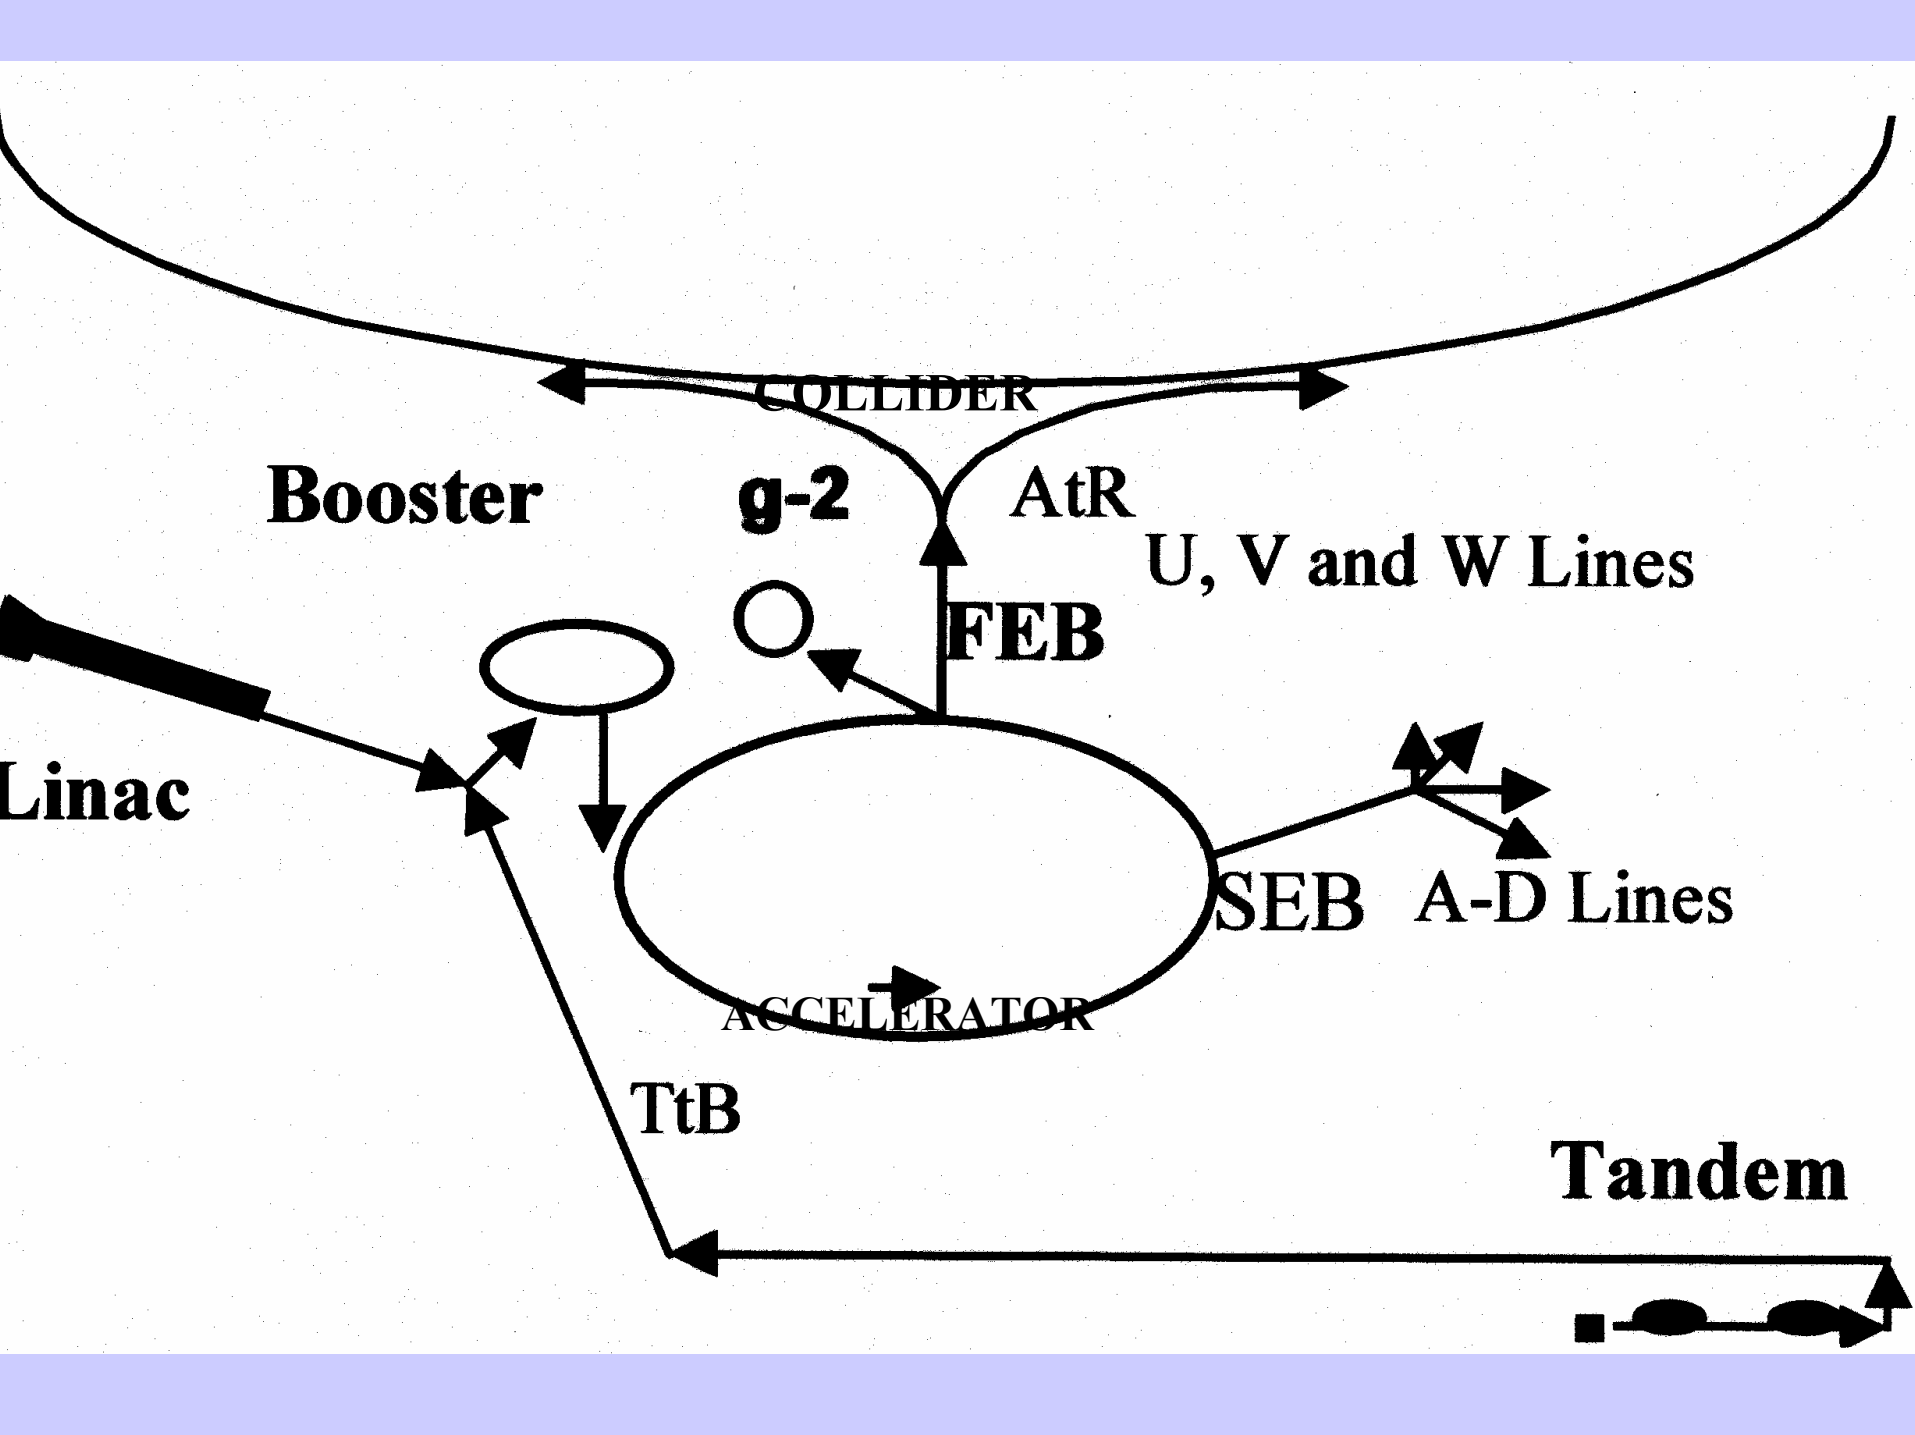 COLLIDER
Booster
g-2
AtR
U, V and W Lines
FEB
Linac
SEB
A-D Lines
ACCELERATOR
TtB
Tandem